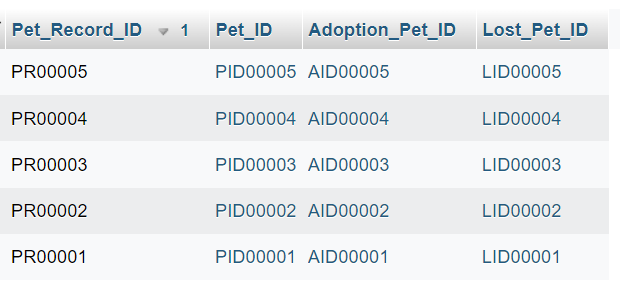 Pet_Record_ID 1 Pet_ID Adoption_Pet_ID Lost_Pet_ID
PR00005 PID00005 AID00005 LID00005
PR00004 PID00004 AID00004 LID00004
PR00003 PID00003 AID00003 LID00003
PR00002 PID00002 AID00002 LID00002
PR00001 PID00001 AID00001 LID00001